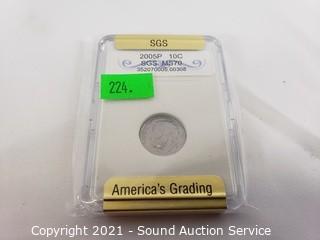 SGS
2005P 10C
SGS MS70
352070005 00308
224.
America's Grading
Copyright 2021 - Sound Auction Service